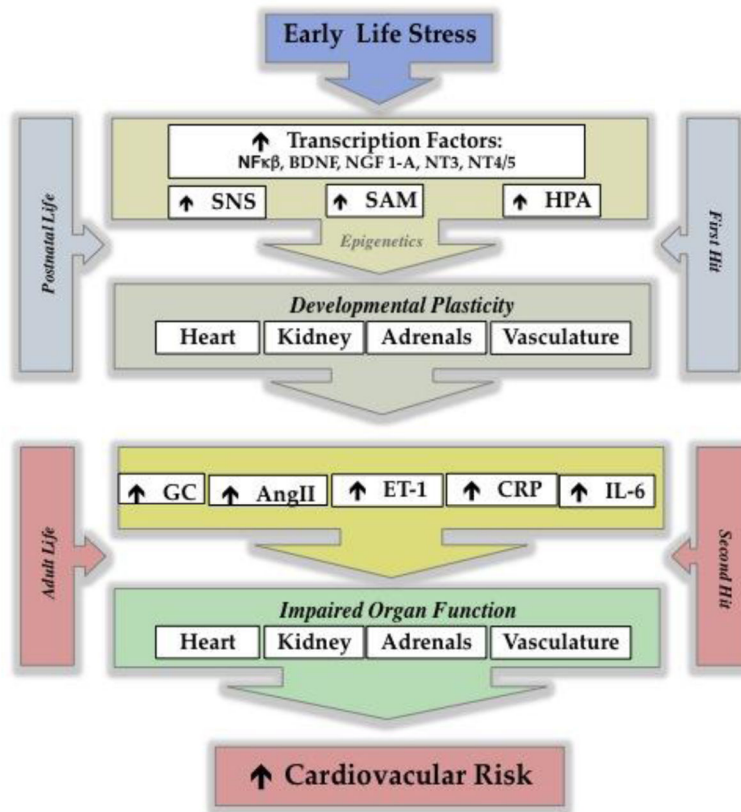 Early Life Stress
↑ Transcription Factors:
NFκβ, BDNF, NGF 1-A, NT3, NT4/5
↑ SNS
↑ SAM
↑ HPA
Epigenetics
Postnatal Life
First Hit
Developmental Plasticity
Heart
Kidney
Adrenals
Vasculature
↑ GC
↑ AngII
↑ ET-1
↑ CRP
↑ IL-6
Adult Life
Second Hit
Impaired Organ Function
Heart
Kidney
Adrenals
Vasculature
↑ Cardiovacular Risk